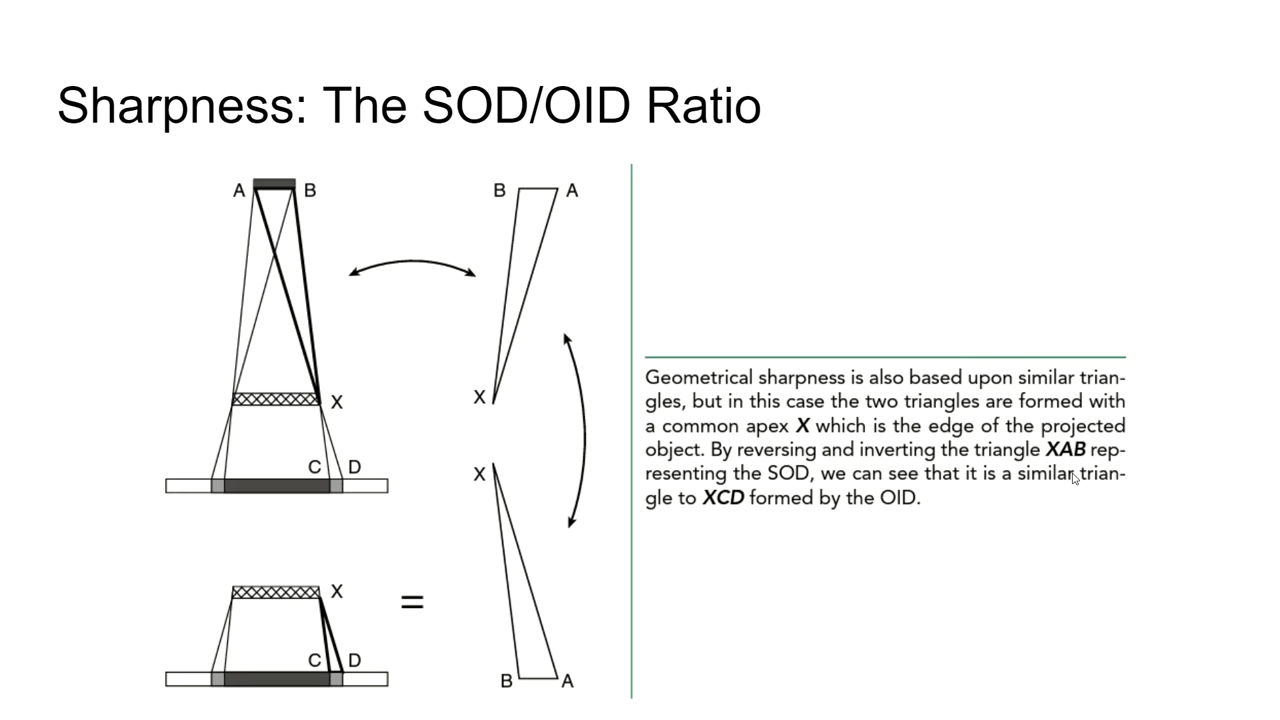 Sharpness: The SOD/OID Ratio
A B
B A
X
X
C D
X
X
C D
=
B A
Geometrical sharpness is also based upon similar trian-
gles, but in this case the two triangles are formed with
a common apex X which is the edge of the projected
object. By reversing and inverting the triangle XAB rep-
resenting the SOD, we can see that it is a similar trian-
gle to XCD formed by the OID.